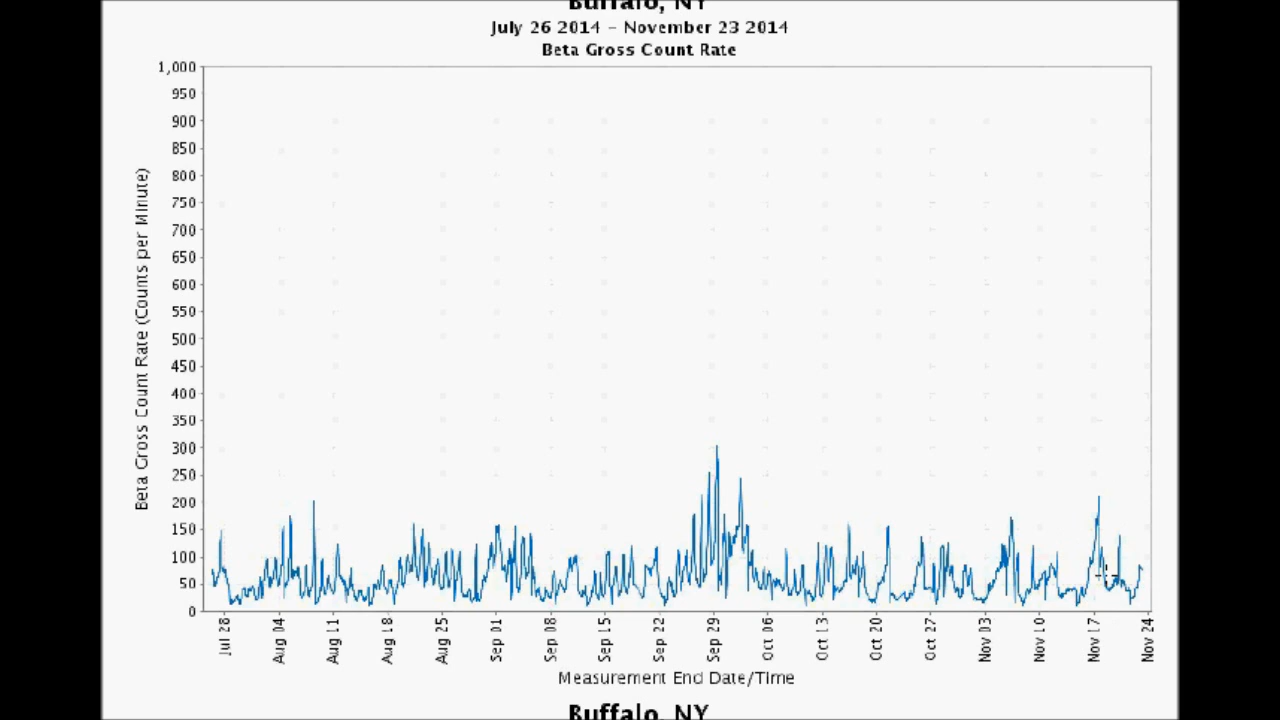 Buffalo, NY
July 26 2014 - November 23 2014
Beta Gross Count Rate
1,000
950
900
850
800
750
700
650
600
550
500
450
400
350
300
250
200
150
100
50
0
Beta Gross Count Rate (Counts per Minute)
Jul 28
Aug 04
Aug 11
Aug 18
Aug 25
Sep 01
Sep 08
Sep 15
Sep 22
Sep 29
Oct 06
Oct 13
Oct 20
Oct 27
Nov 03
Nov 10
Nov 17
Nov 24
Measurement End Date/Time
Buffalo, NY